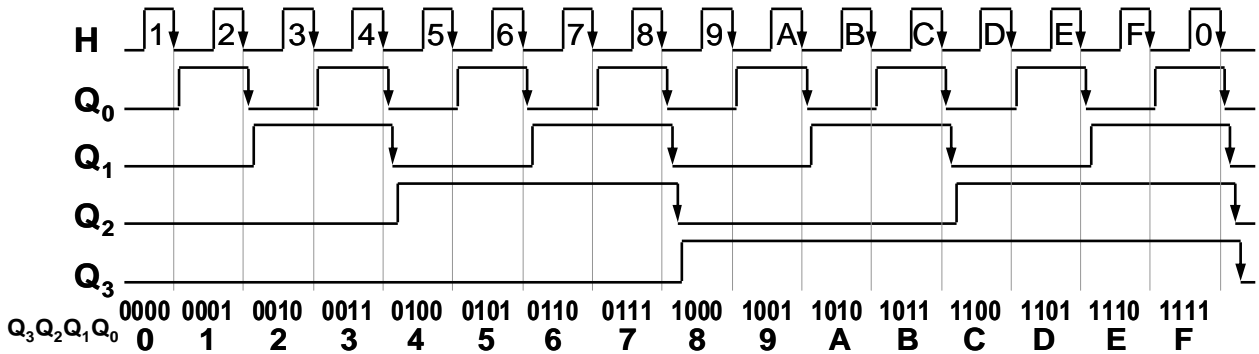 H 1 2 3 4 5 6 7 8 9 A B C D E F 0
Q0
Q1
Q2
Q3
0000 0001 0010 0011 0100 0101 0110 0111 1000 1001 1010 1011 1100 1101 1110 1111
Q3Q2Q1Q0 0 1 2 3 4 5 6 7 8 9 A B C D E F